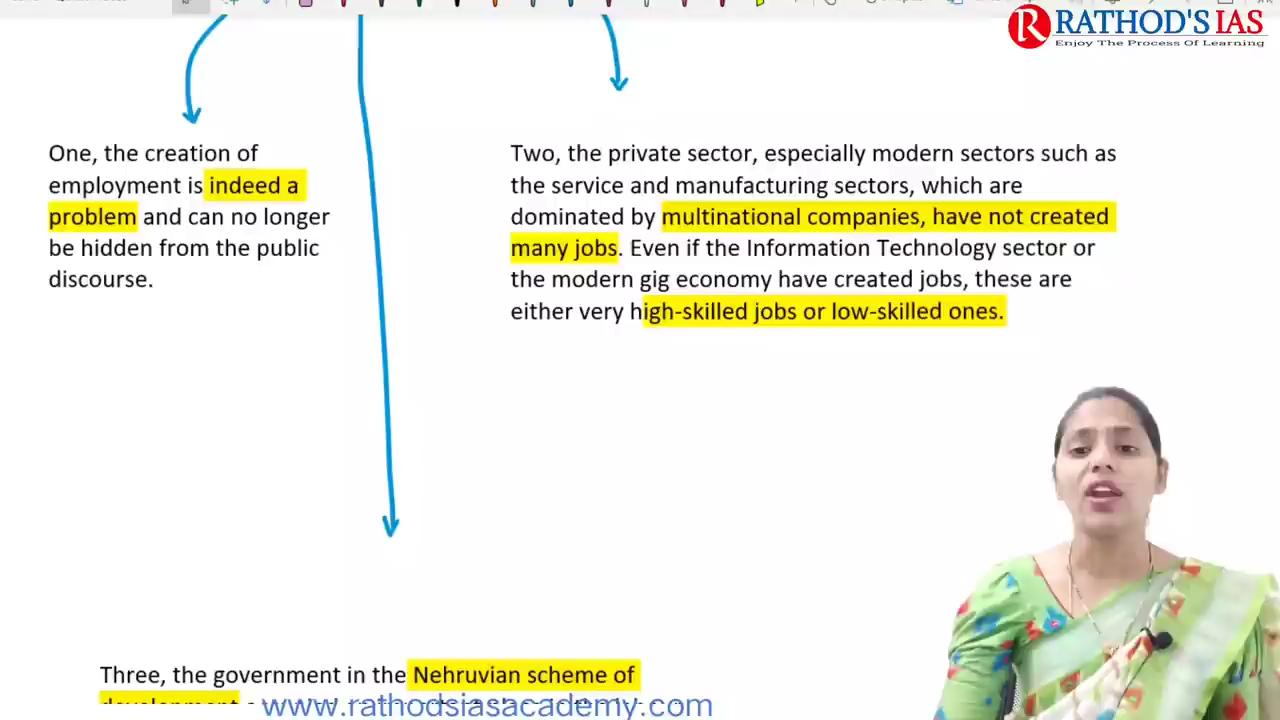 RATHOD'S IAS
Enjoy The Process Of Learning
One, the creation of
employment is indeed a
problem and can no longer
be hidden from the public
discourse.
Two, the private sector, especially modern sectors such as
the service and manufacturing sectors, which are
dominated by multinational companies, have not created
many jobs. Even if the Information Technology sector or
the modern gig economy have created jobs, these are
either very high-skilled jobs or low-skilled ones.
Three, the government in the Nehruvian scheme of
development
www.rathodsiasacademy.com